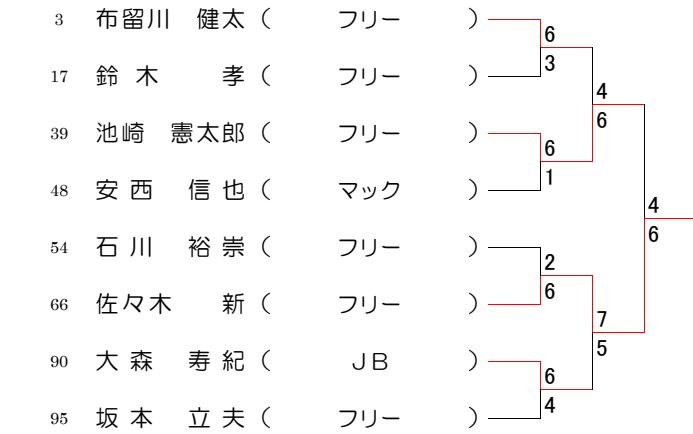 3 布留川 健太 ( フリー )
6
3
17 鈴木 孝 ( フリー )
4
6
39 池崎 憲太郎 ( フリー )
6
1
48 安西 信也 ( マック )
4
6
54 石川 裕崇 ( フリー )
2
6
66 佐々木 新 ( フリー )
7
5
90 大森 寿紀 ( JB )
6
4
95 坂本 立夫 ( フリー )